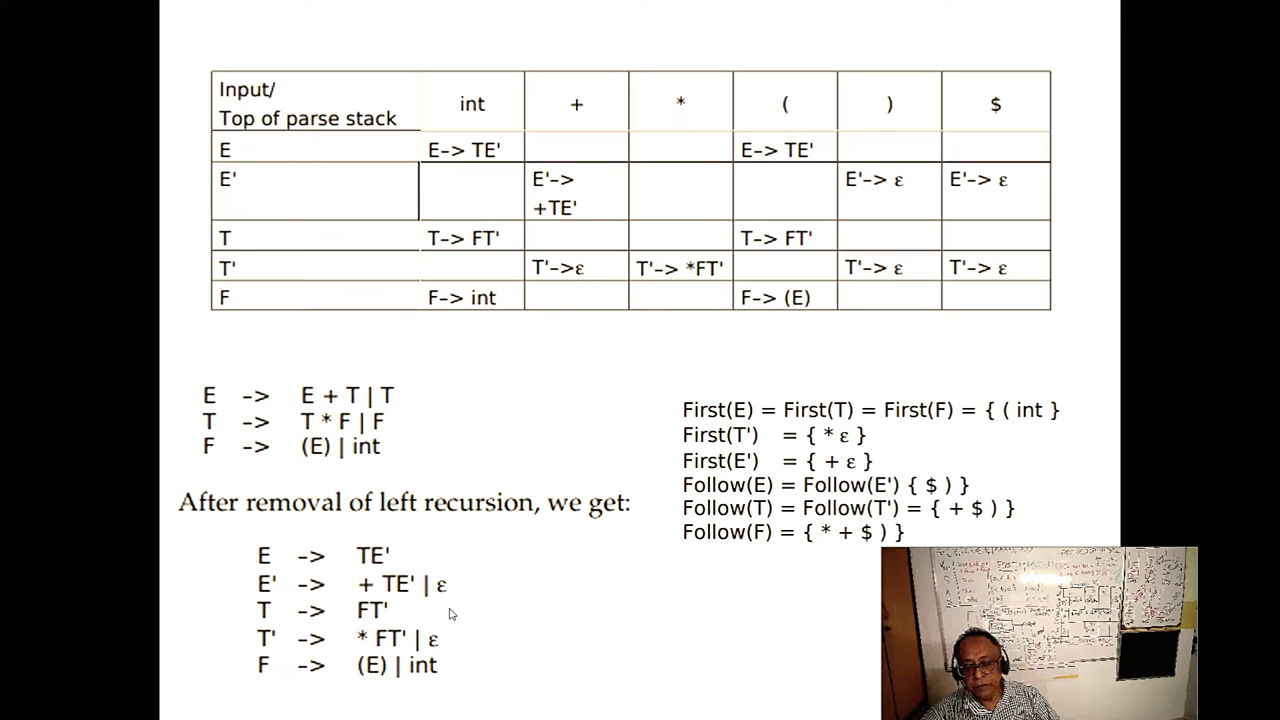 Input/
Top of parse stack int + * ( ) $
E E–> TE' E–> TE'
E' E'–> +TE' E'–> ε E'–> ε
T T–> FT' T–> FT'
T' T'–>ε T'–> *FT' T'–> ε T'–> ε
F F–> int F–> (E)
E –> E + T | T
T –> T * F | F
F –> (E) | int
After removal of left recursion, we get:
E –> TE'
E' –> + TE' | ε
T –> FT'
T' –> * FT' | ε
F –> (E) | int
First(E) = First(T) = First(F) = { ( int }
First(T') = { * ε }
First(E') = { + ε }
Follow(E) = Follow(E') { $ ) }
Follow(T) = Follow(T') = { + $ ) }
Follow(F) = { * + $ ) }